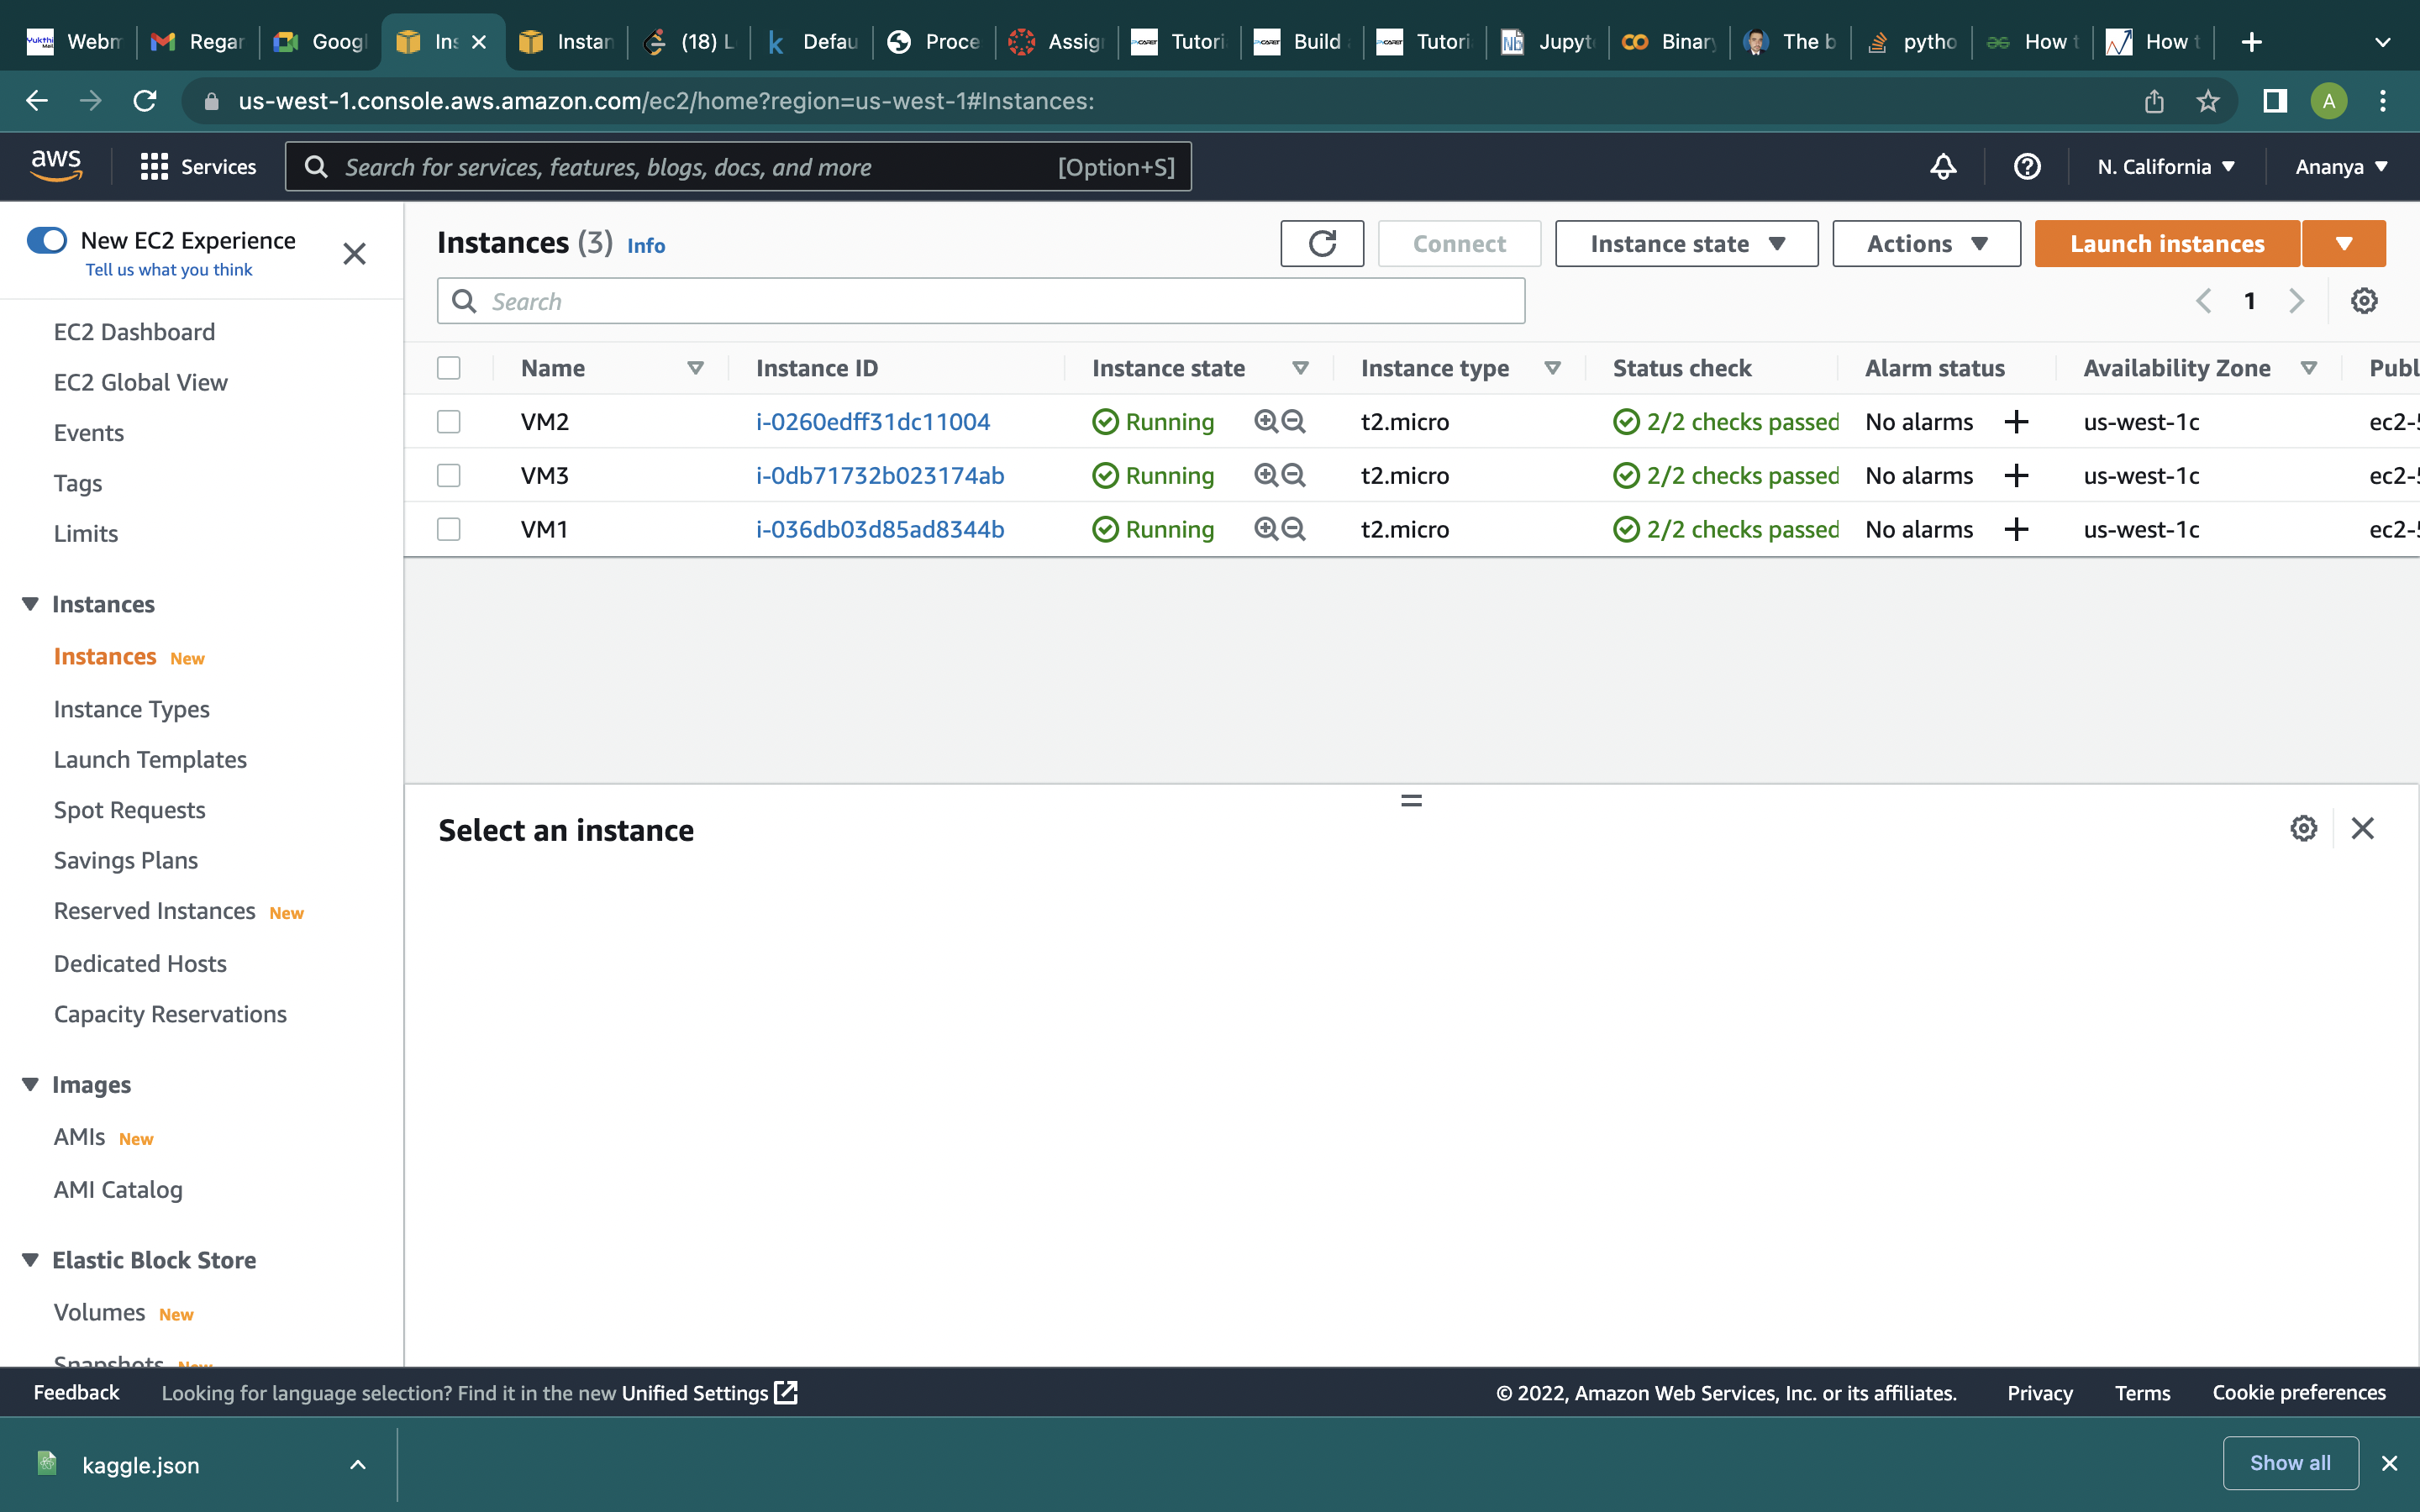 Yukthi Mail Webm Regar Googl Ins Instan (18) L Defau Proce Assig Tutori Build Tutori Jupyte Binary The b pytho How t How t
us-west-1.console.aws.amazon.com/ec2/home?region=us-west-1#Instances: A
aws Services Search for services, features, blogs, docs, and more [Option+S] N. California Ananya
New EC2 Experience
Tell us what you think
EC2 Dashboard
EC2 Global View
Events
Tags
Limits
Instances
Instances New
Instance Types
Launch Templates
Spot Requests
Savings Plans
Reserved Instances New
Dedicated Hosts
Capacity Reservations
Images
AMIs New
AMI Catalog
Elastic Block Store
Volumes New
Snapshots New
Instances (3) Info Connect Instance state Actions Launch instances
Search 1
Name Instance ID Instance state Instance type Status check Alarm status Availability Zone Publ
VM2 i-0260edff31dc11004 Running t2.micro 2/2 checks passed No alarms us-west-1c ec2-5
VM3 i-0db71732b023174ab Running t2.micro 2/2 checks passed No alarms us-west-1c ec2-5
VM1 i-036db03d85ad8344b Running t2.micro 2/2 checks passed No alarms us-west-1c ec2-5
Select an instance
Feedback Looking for language selection? Find it in the new Unified Settings © 2022, Amazon Web Services, Inc. or its affiliates. Privacy Terms Cookie preferences
kaggle.json Show all